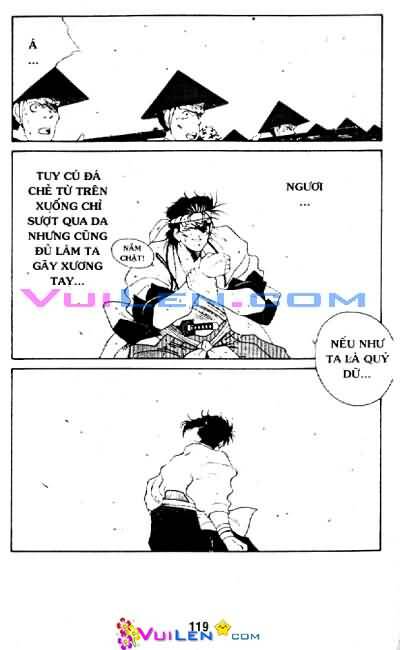 Á
...
TUY CÚ ĐÁ
CHẺ TỪ TRÊN
XUỐNG CHỈ
SƯỢT QUA DA
NHƯNG CŨNG
ĐỦ LÀM TA
GÃY XƯƠNG
TAY...
NẮM
CHẶT!
NGƯƠI
...
VUILEN.COM
NẾU NHƯ
TA LÀ QUỶ
DỮ...
119
VUILEN COM